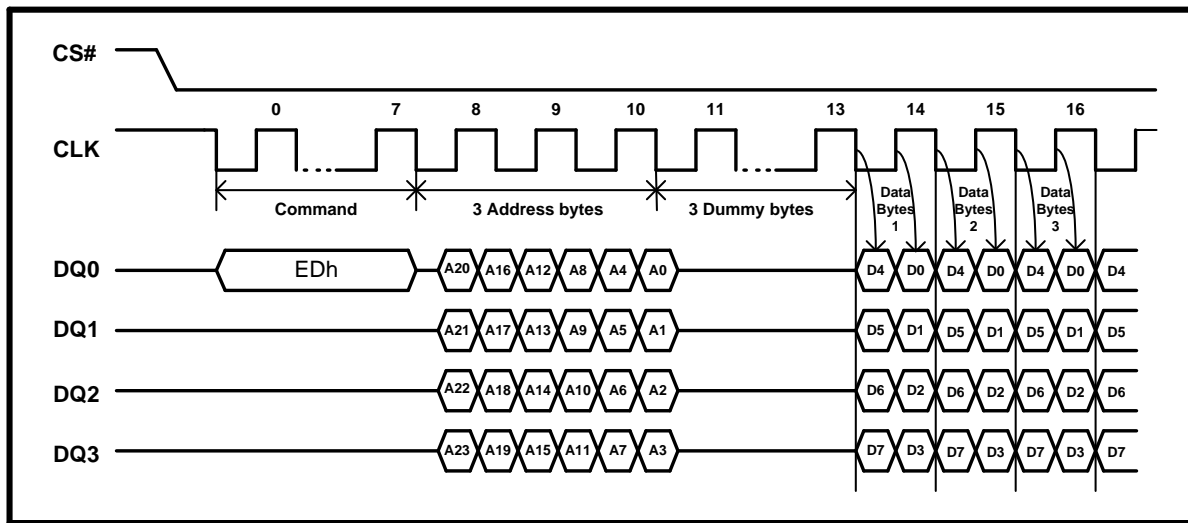 CS#
0 7 8 9 10 11 13 14 15 16
CLK
Command 3 Address bytes 3 Dummy bytes
Data Bytes 1
Data Bytes 2
Data Bytes 3
DQ0 EDh A20 A16 A12 A8 A4 A0 D4 D0 D4 D0 D4 D0 D4
DQ1 A21 A17 A13 A9 A5 A1 D5 D1 D5 D1 D5 D1 D5
DQ2 A22 A18 A14 A10 A6 A2 D6 D2 D6 D2 D6 D2 D6
DQ3 A23 A19 A15 A11 A7 A3 D7 D3 D7 D3 D7 D3 D7